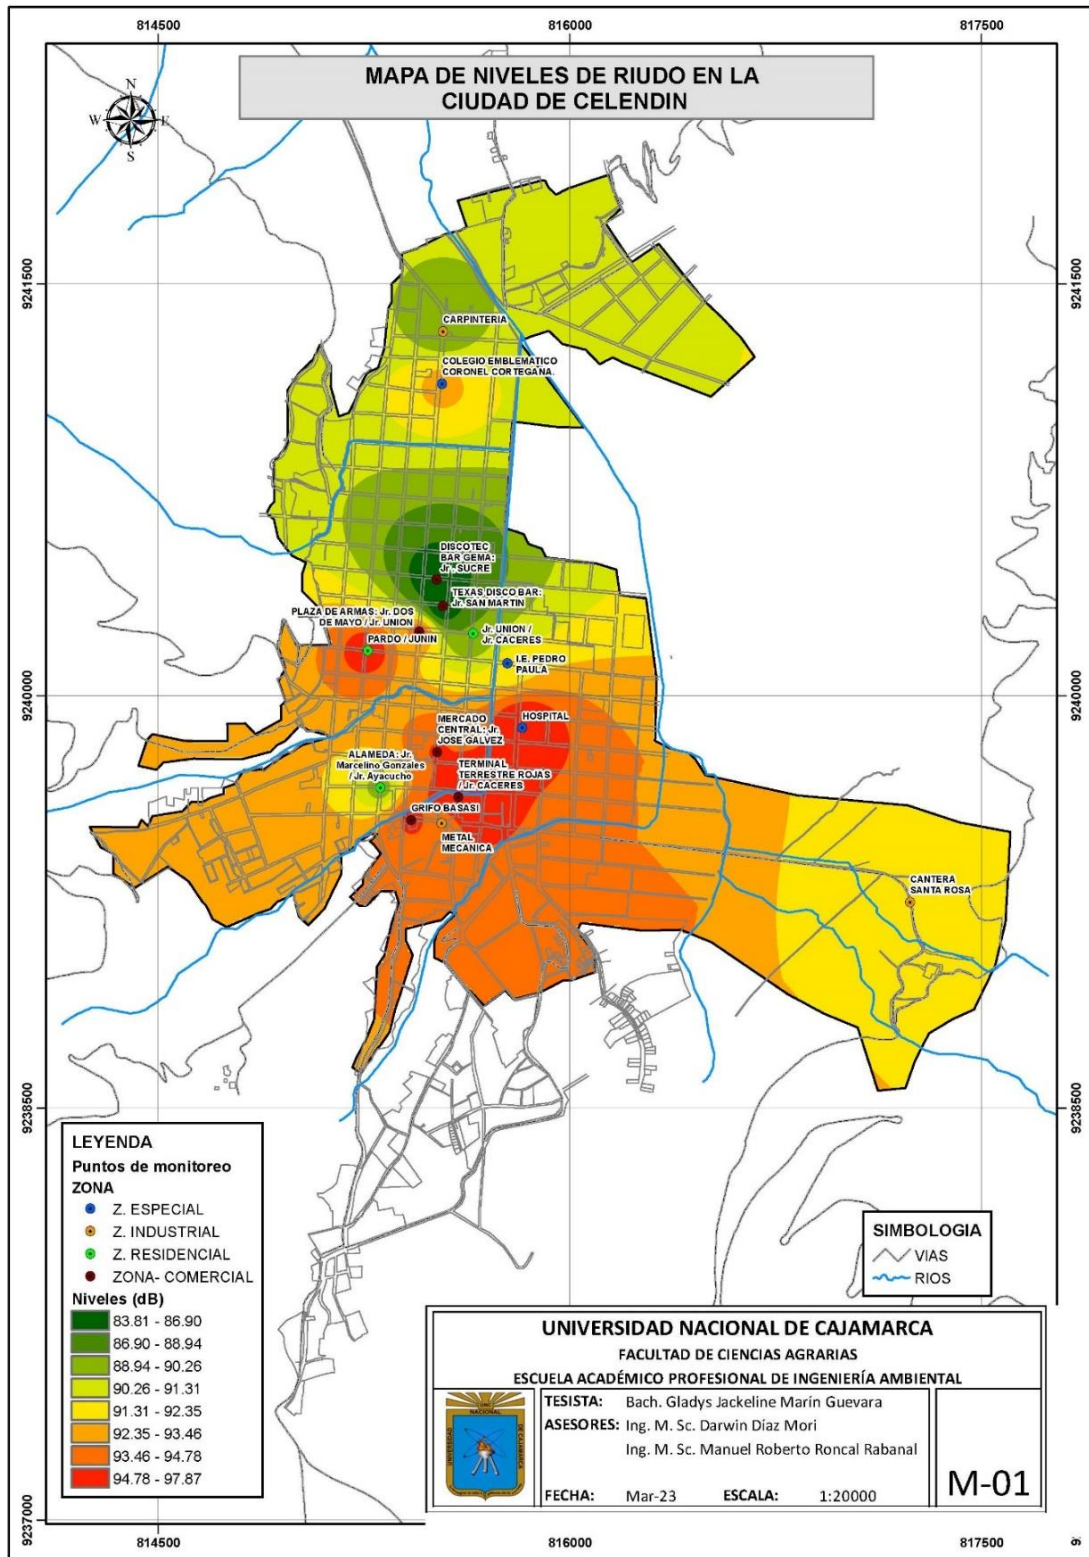 814500
816000
817500
MAPA DE NIVELES DE RIUDO EN LA
CIUDAD DE CELENDIN
N
W
E
S
9241500
9241500
CARPINTERIA
COLEGIO EMBLEMATICO
CORONEL CORTEGANA.
DISCOTEC
BAR GEMA:
Jr. SUCRE
TEXAS DISCO BAR:
Jr. SAN MARTIN
PLAZA DE ARMAS: Jr. DOS
DE MAYO / Jr. UNION
PARDO / JUNIN
Jr. UNION /
Jr. CACERES
I.E. PEDRO
PAULA
9240000
9240000
HOSPITAL
MERCADO
CENTRAL: Jr.
JOSE GALVEZ
ALAMEDA: Jr.
Marcelino Gonzales
/ Jr. Ayacucho
TERMINAL
TERRESTRE ROJAS
/ Jr. CACERES
GRIFO BASASI
METAL
MECANICA
CANTERA
SANTA ROSA
9238500
9238500
LEYENDA
Puntos de monitoreo
ZONA
Z. ESPECIAL
Z. INDUSTRIAL
Z. RESIDENCIAL
ZONA- COMERCIAL
Niveles (dB)
83.81 - 86.90
86.90 - 88.94
88.94 - 90.26
90.26 - 91.31
91.31 - 92.35
92.35 - 93.46
93.46 - 94.78
94.78 - 97.87
SIMBOLOGIA
VIAS
RIOS
UNIVERSIDAD NACIONAL DE CAJAMARCA
FACULTAD DE CIENCIAS AGRARIAS
ESCUELA ACADÉMICO PROFESIONAL DE INGENIERÍA AMBIENTAL
TESISTA: Bach. Gladys Jackeline Marín Guevara
ASESORES: Ing. M. Sc. Darwin Díaz Mori
Ing. M. Sc. Manuel Roberto Roncal Rabanal
FECHA: Mar-23 ESCALA: 1:20000
M-01
UNIVERSIDAD
NACIONAL
DE CAJAMARCA
9237000
814500
816000
817500